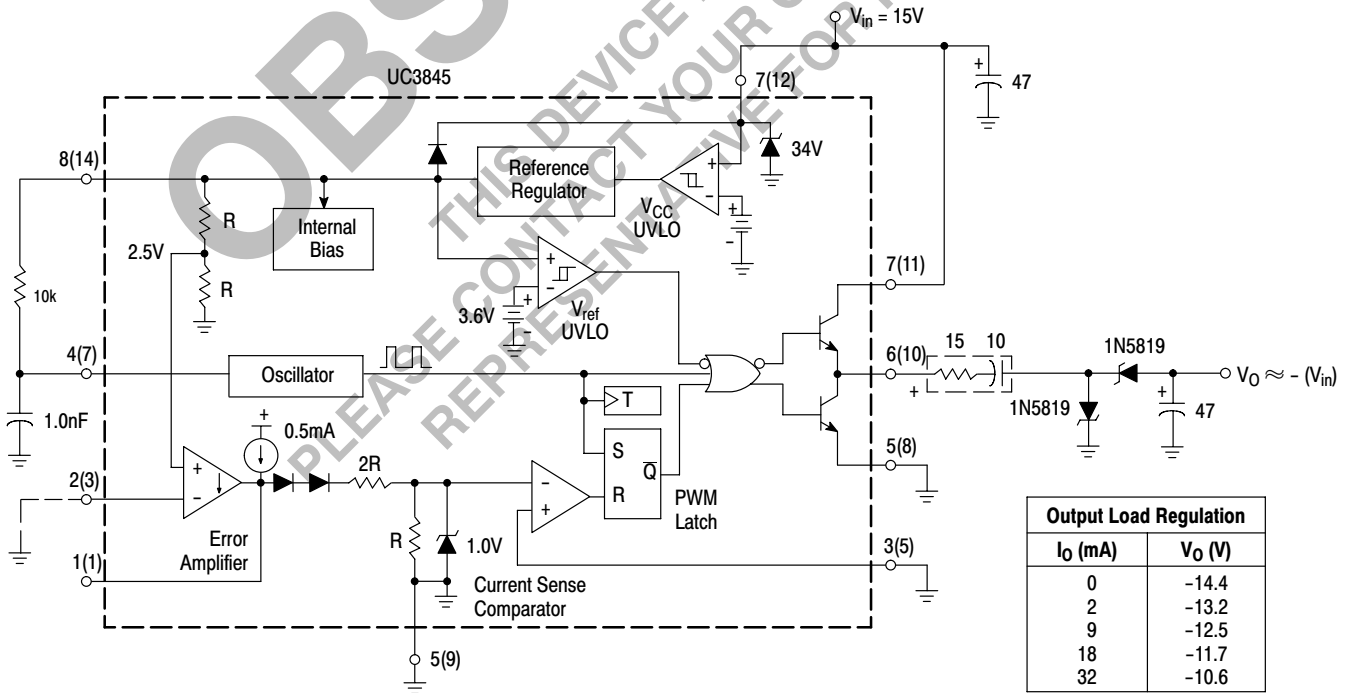 OBS
THIS DEVICE
PLEASE CONTACT YOUR
REPRESENTATIVE FOR
V_in = 15V
UC3845
7(12)
+
47
8(14)
34V
Reference
Regulator
+
-
+
-
V_CC
UVLO
R
Internal
Bias
2.5V
R
10k
+
-
+
-
3.6V
V_ref
UVLO
7(11)
4(7)
Oscillator
6(10)
15
10
+
1N5819
1N5819
V_O ≈ - (V_in)
+
47
T
1.0nF
+
0.5mA
5(8)
S
Q̅
R
2R
+
-
2(3)
-
+
PWM
Latch
Error
Amplifier
R
1.0V
3(5)
1(1)
Current Sense
Comparator
5(9)
Output Load Regulation
I_O (mA) V_O (V)
0 -14.4
2 -13.2
9 -12.5
18 -11.7
32 -10.6